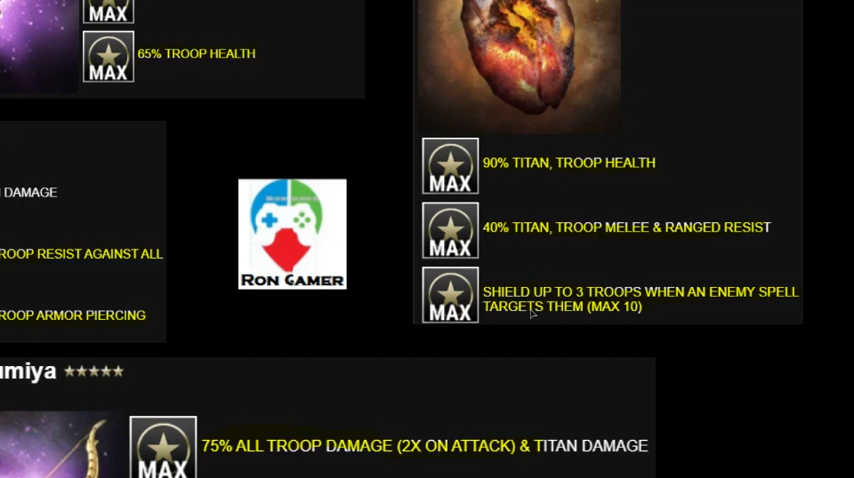 MAX
MAX
65% TROOP HEALTH
DAMAGE
ROOP RESIST AGAINST ALL
ROOP ARMOR PIERCING
RON GAMER
MAX
90% TITAN, TROOP HEALTH
MAX
40% TITAN, TROOP MELEE & RANGED RESIST
MAX
SHIELD UP TO 3 TROOPS WHEN AN ENEMY SPELL
TARGETS THEM (MAX 10)
umiya
MAX
75% ALL TROOP DAMAGE (2X ON ATTACK) & TITAN DAMAGE